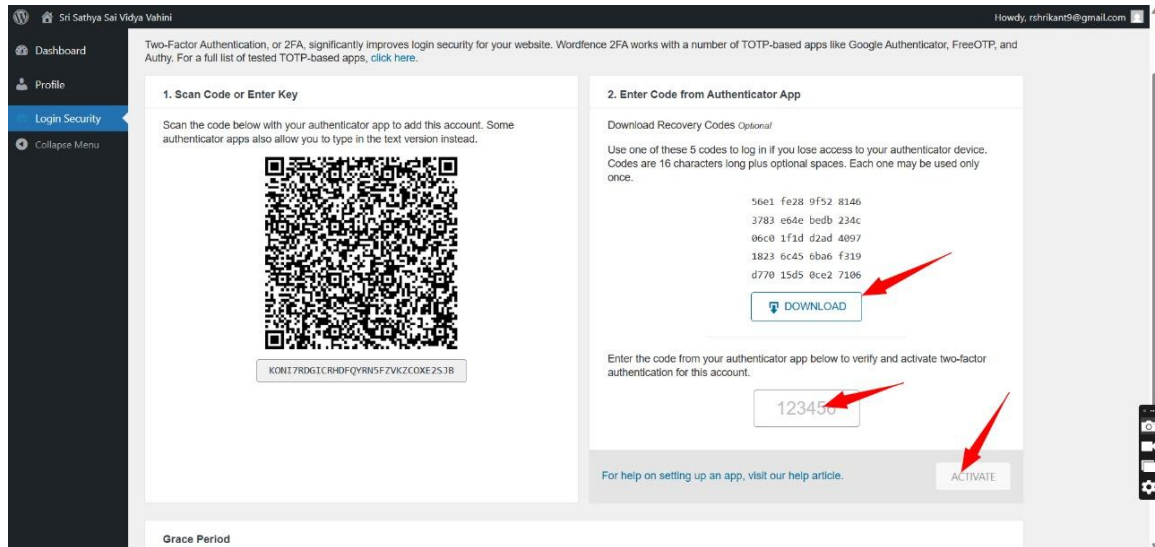 Sri Sathya Sai Vidya Vahini
Howdy, rshrikant9@gmail.com
Dashboard
Profile
Login Security
Collapse Menu
Two-Factor Authentication, or 2FA, significantly improves login security for your website. Wordfence 2FA works with a number of TOTP-based apps like Google Authenticator, FreeOTP, and
Authy. For a full list of tested TOTP-based apps, click here.
1. Scan Code or Enter Key
Scan the code below with your authenticator app to add this account. Some
authenticator apps also allow you to type in the text version instead.
KONI7RDGICRHDFQYRN5FZVKZCOXE2SJB
2. Enter Code from Authenticator App
Download Recovery Codes Optional
Use one of these 5 codes to log in if you lose access to your authenticator device.
Codes are 16 characters long plus optional spaces. Each one may be used only
once.
56e1 fe28 9f52 8146
3783 e64e bedb 234c
06c0 1f1d d2ad 4097
1823 6c45 6ba6 f319
d770 15d5 0ce2 7106
DOWNLOAD
Enter the code from your authenticator app below to verify and activate two-factor
authentication for this account.
123456
For help on setting up an app, visit our help article.
ACTIVATE
Grace Period